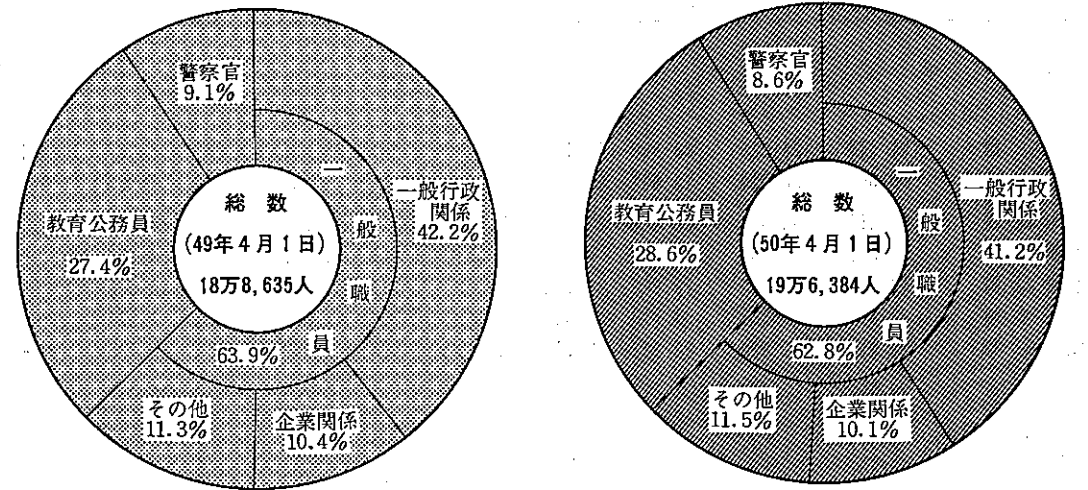 警察官
9.1%
一般行政
関係
42.2%
教育公務員
27.4%
その他
11.3%
企業関係
10.4%
一般職員
63.9%
総数
(49年4月1日)
18万8,635人
警察官
8.6%
一般行政
関係
41.2%
教育公務員
28.6%
その他
11.5%
企業関係
10.1%
一般職員
62.8%
総数
(50年4月1日)
19万6,384人